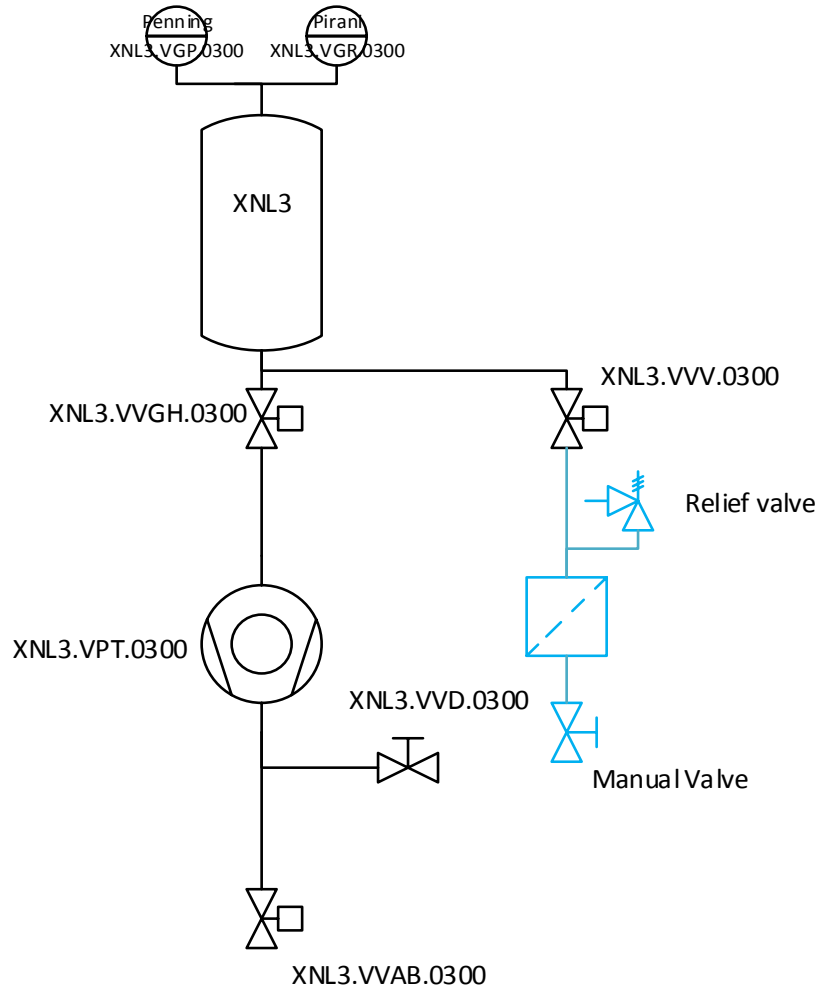 Penning
XNL3.VGP.0300
Pirani
XNL3.VGR.0300
XNL3
XNL3.VVV.0300
XNL3.VVGH.0300
Relief valve
XNL3.VPT.0300
XNL3.VVD.0300
Manual Valve
XNL3.VVAB.0300